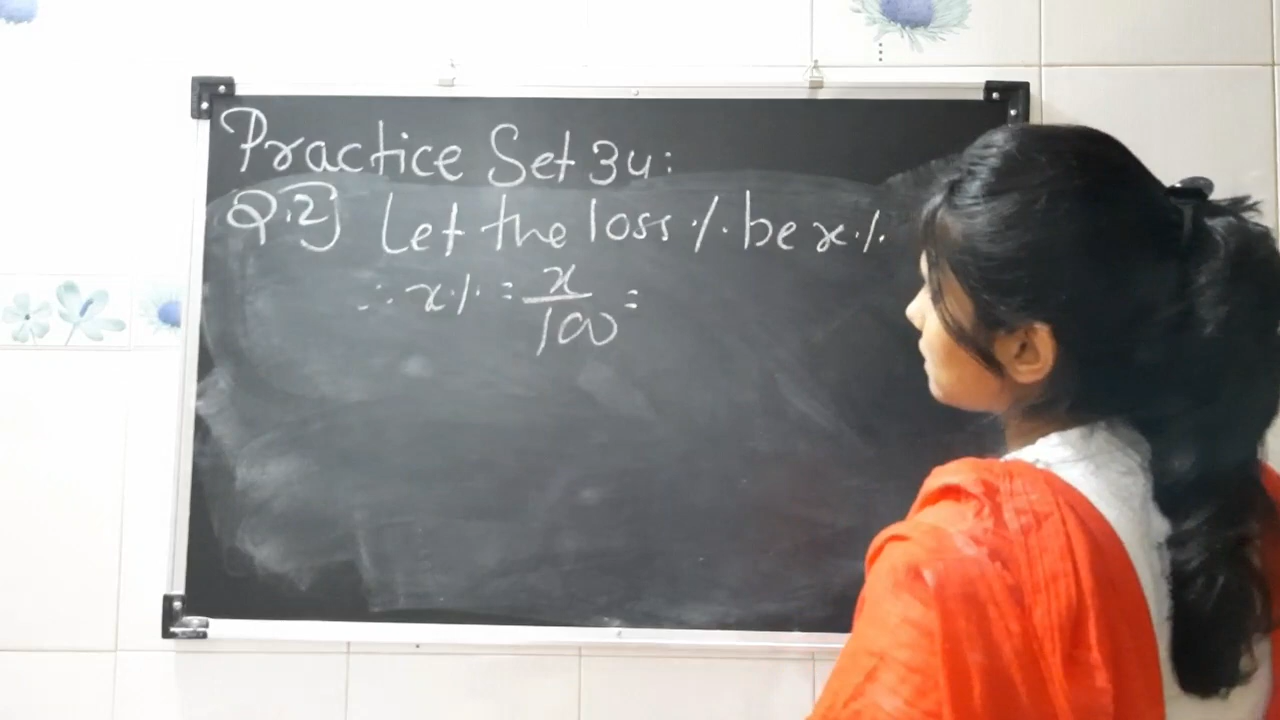 Practice Set 34:
Q.2] Let the loss % be x %
∴ x % = x/100 =